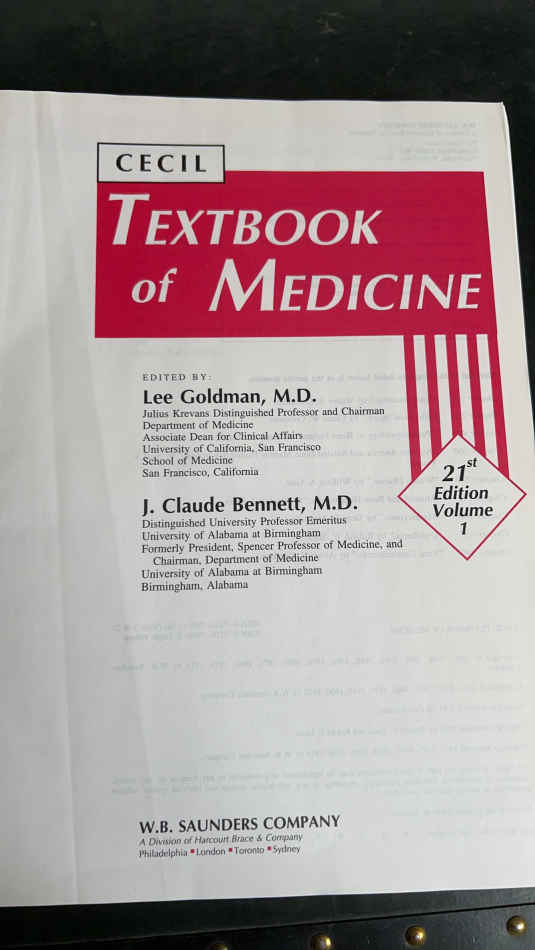 CECIL
TEXTBOOK
of MEDICINE
EDITED BY:
Lee Goldman, M.D.
Julius Krevans Distinguished Professor and Chairman
Department of Medicine
Associate Dean for Clinical Affairs
University of California, San Francisco
School of Medicine
San Francisco, California
J. Claude Bennett, M.D.
Distinguished University Professor Emeritus
University of Alabama at Birmingham
Formerly President, Spencer Professor of Medicine, and
Chairman, Department of Medicine
University of Alabama at Birmingham
Birmingham, Alabama
21st
Edition
Volume
1
W.B. SAUNDERS COMPANY
A Division of Harcourt Brace & Company
Philadelphia ▪ London ▪ Toronto ▪ Sydney